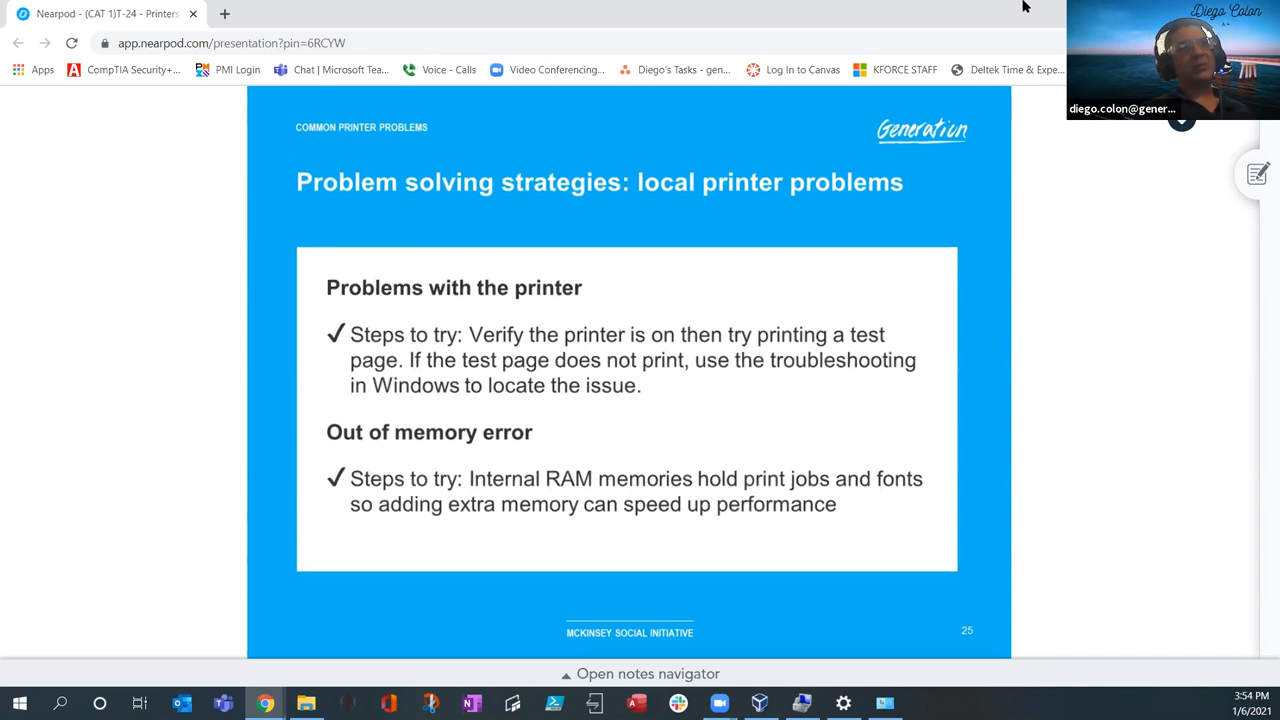 Nearpod - (CAT 1)T-24 - Printers
app.nearpod.com/presentation?pin=6RCYW
Apps
CompTIA Security+...
PMI Login
Chat | Microsoft Tea...
Voice - Calls
Video Conferencing...
Diego's Tasks - gen...
Log In to Canvas
KFORCE STAFF
Deltek Time & Expe...
Diego Colon
A+
diego.colon@gener...
COMMON PRINTER PROBLEMS
Generation
Problem solving strategies: local printer problems
Problems with the printer
✓ Steps to try: Verify the printer is on then try printing a test
page. If the test page does not print, use the troubleshooting
in Windows to locate the issue.
Out of memory error
✓ Steps to try: Internal RAM memories hold print jobs and fonts
so adding extra memory can speed up performance
MCKINSEY SOCIAL INITIATIVE
25
Open notes navigator
3:54 PM
1/6/2021